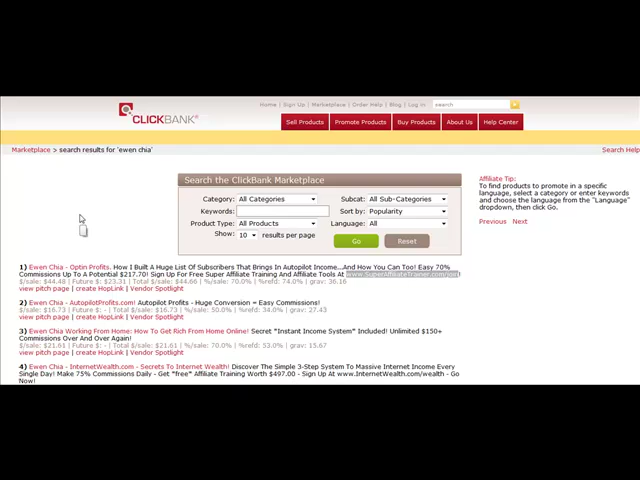 Home | Sign Up | Marketplace | Order Help | Blog | Log in search
CLICKBANK®
Sell Products Promote Products Buy Products About Us Help Center
Marketplace > search results for 'ewen chia' Search Help
Search the ClickBank Marketplace
Category: All Categories Subcat: All Sub-Categories
Keywords: Sort by: Popularity
Product Type: All Products Language: All
Show: 10 results per page
Go Reset
Affiliate Tip:
To find products to promote in a specific
language, select a category or enter keywords
and choose the language from the "Language"
dropdown, then click Go.
Previous Next
1) Ewen Chia - Optin Profits. How I Built A Huge List Of Subscribers That Brings In Autopilot Income...And How You Can Too! Easy 70%
Commissions Up To A Potential $217.70! Sign Up For Free Super Affiliate Training And Affiliate Tools At
$/sale: $44.48 | Future $: $23.31 | Total $/sale: $44.66 | %/sale: 70.0% | %refd: 74.0% | grav: 36.16
view pitch page | create HopLink | Vendor Spotlight
2) Ewen Chia - AutopilotProfits.com! Autopilot Profits - Huge Conversion = Easy Commissions!
$/sale: $16.73 | Future $: - | Total $/sale: $16.73 | %/sale: 50.0% | %refd: 34.0% | grav: 27.43
view pitch page | create HopLink | Vendor Spotlight
3) Ewen Chia Working From Home: How To Get Rich From Home Online! Secret "Instant Income System" Included! Unlimited $150+
Commissions Over And Over Again!
$/sale: $21.61 | Future $: - | Total $/sale: $21.61 | %/sale: 70.0% | %refd: 53.0% | grav: 15.67
view pitch page | create HopLink | Vendor Spotlight
4) Ewen Chia - InternetWealth.com - Secrets To Internet Wealth! Discover The Simple 3-Step System To Massive Internet Income Every
Single Day! Make 75% Commissions Daily - Get *free* Affiliate Training Worth $497.00 - Sign Up At www.InternetWealth.com/wealth - Go
Now!